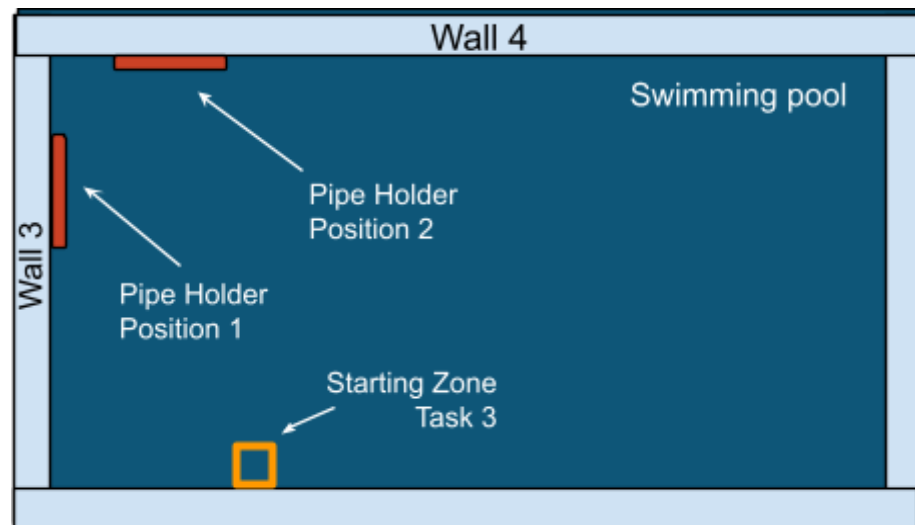 Wall 4
Swimming pool
Pipe Holder
Position 2
Wall 3
Pipe Holder
Position 1
Starting Zone
Task 3